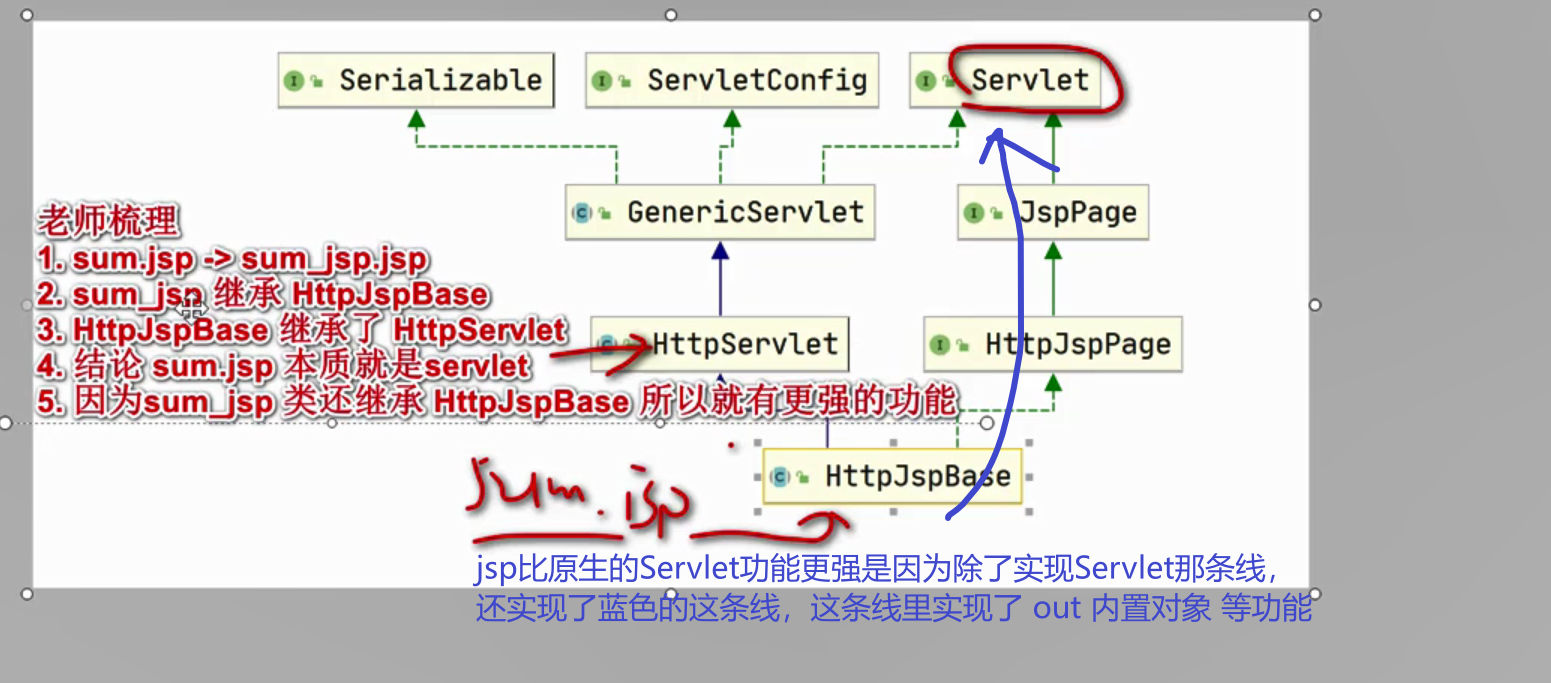 Serializable
ServletConfig
Servlet
GenericServlet
JspPage
老师梳理
1. sum.jsp -> sum_jsp.jsp
2. sum_jsp 继承 HttpJspBase
3. HttpJspBase 继承了 HttpServlet
HttpServlet
HttpJspPage
4. 结论 sum.jsp 本质就是servlet
5. 因为sum_jsp 类还继承 HttpJspBase 所以就有更强的功能
HttpJspBase
sum.jsp
jsp比原生的Servlet功能更强是因为除了实现Servlet那条线，
还实现了蓝色的这条线，这条线里实现了 out 内置对象 等功能